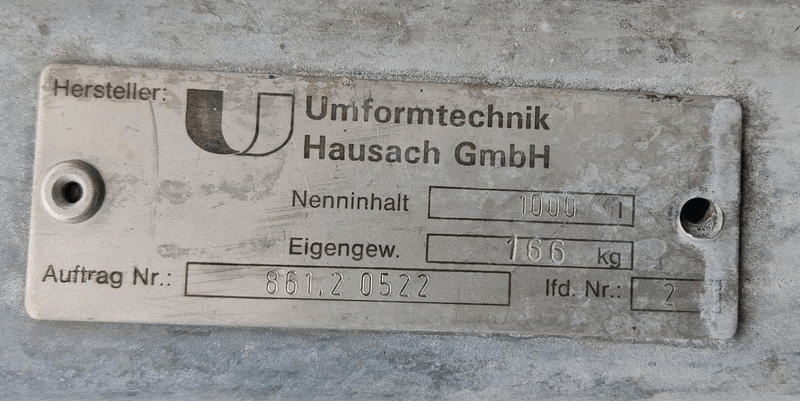 Hersteller:
Umformtechnik
Hausach GmbH
Nenninhalt 1000 l
Eigengew. 166 kg
Auftrag Nr.: 861.2 0522 lfd. Nr.: 2